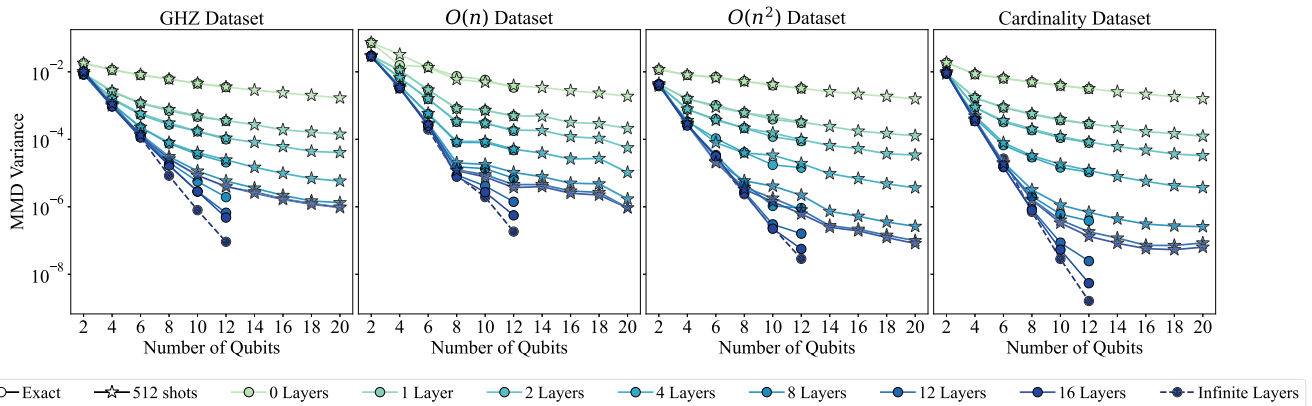 GHZ Dataset
O(n) Dataset
O(n²) Dataset
Cardinality Dataset
MMD Variance
10⁻²
10⁻⁴
10⁻⁶
10⁻⁸
2 4 6 8 10 12 14 16 18 20
2 4 6 8 10 12 14 16 18 20
2 4 6 8 10 12 14 16 18 20
2 4 6 8 10 12 14 16 18 20
Number of Qubits
Number of Qubits
Number of Qubits
Number of Qubits
Exact
512 shots
0 Layers
1 Layer
2 Layers
4 Layers
8 Layers
12 Layers
16 Layers
Infinite Layers